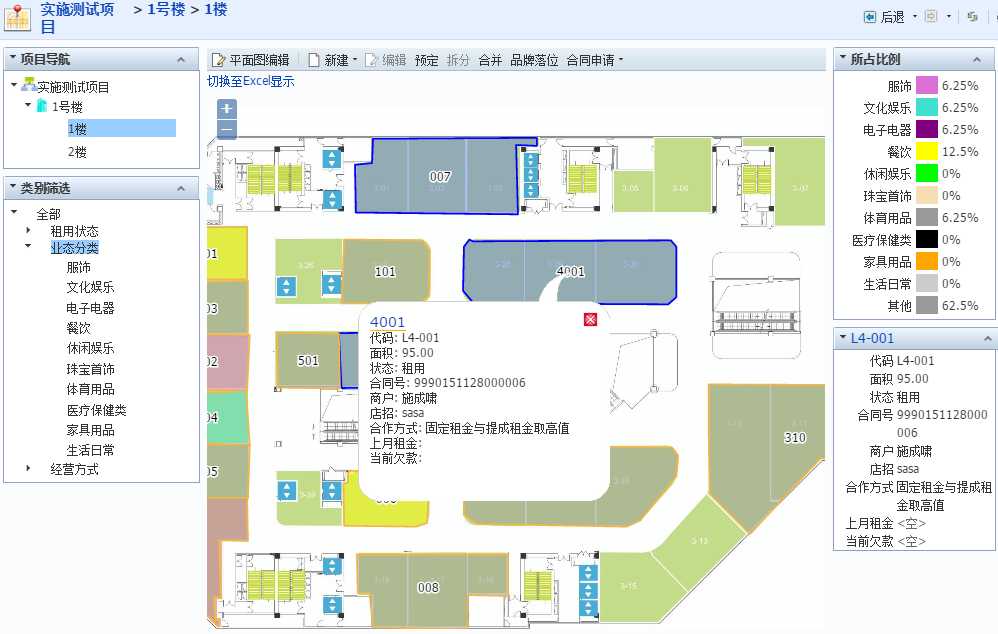 实施测试项目 > 1号楼 > 1楼
后退
项目导航
实施测试项目
1号楼
1楼
2楼
类别筛选
全部
租用状态
业态分类
服饰
文化娱乐
电子电器
餐饮
休闲娱乐
珠宝首饰
体育用品
医疗保健类
家具用品
生活日常
经营方式
平面图编辑 新建 编辑 预定 拆分 合并 品牌落位 合同申请
切换至Excel显示
+
−
007
3-01 3-02 3-03
3-05 3-06 3-07
01
3-26
101
3-28 3-29 3-30
4001
03
02
501
04
05
4001
代码: L4-001
面积: 95.00
状态: 租用
合同号: 9990151128000006
商户: 施成啸
店招: sasa
合作方式: 固定租金与提成租金取高值
上月租金:
当前欠款:
3-12 3-11
310
3-39
3-35
3-13
3-15
3-18 3-17 3-16
008
所占比例
服饰 6.25%
文化娱乐 6.25%
电子电器 6.25%
餐饮 12.5%
休闲娱乐 0%
珠宝首饰 0%
体育用品 6.25%
医疗保健类 0%
家具用品 0%
生活日常 0%
其他 62.5%
L4-001
代码 L4-001
面积 95.00
状态 租用
合同号 9990151128000
006
商户 施成啸
店招 sasa
合作方式 固定租金与提成租
金取高值
上月租金 <空>
当前欠款 <空>